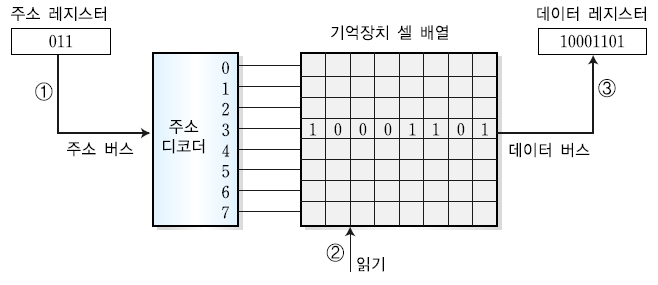 주소 레지스터
011
①
주소 버스
주소
디코더
0
1
2
3
4
5
6
7
기억장치 셀 배열
1 0 0 0 1 1 0 1
②
읽기
데이터 레지스터
10001101
③
데이터 버스